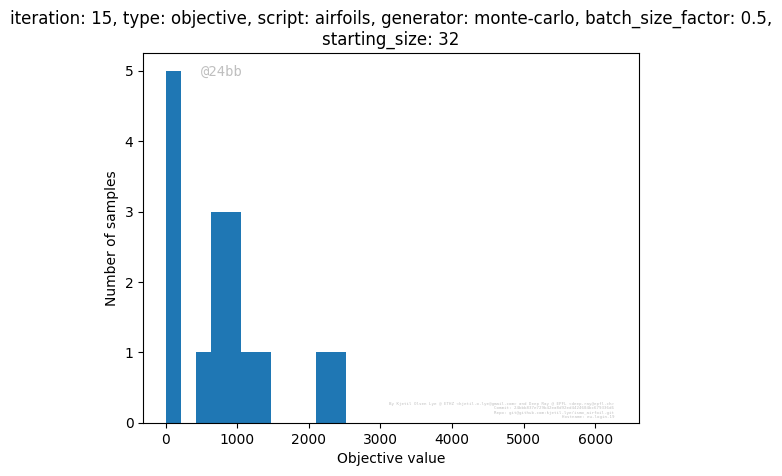 iteration: 15, type: objective, script: airfoils, generator: monte-carlo, batch_size_factor: 0.5,
starting_size: 32
@24bb
5
4
3
2
1
0
Number of samples
0 1000 2000 3000 4000 5000 6000
Objective value